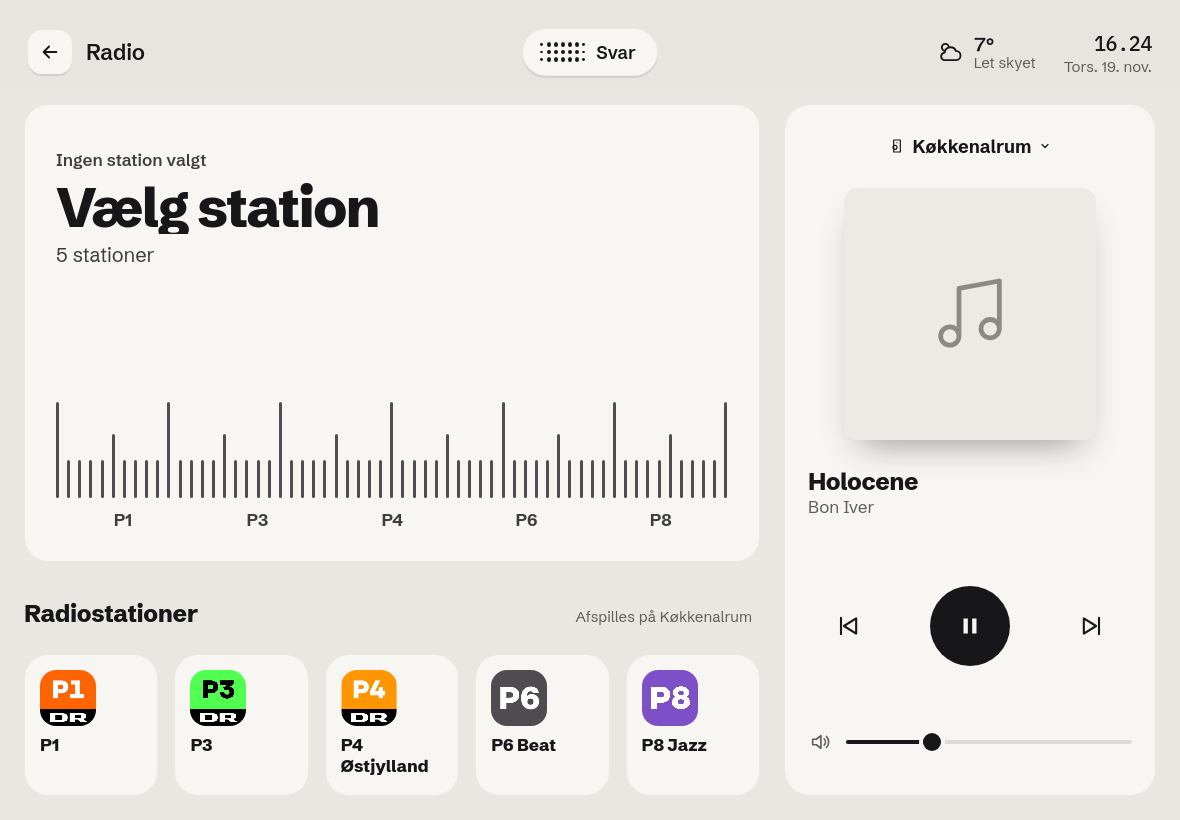 Radio
Svar
7°
Let skyet
16.24
Tors. 19. nov.
Ingen station valgt
Vælg station
5 stationer
P1 P3 P4 P6 P8
Køkkenalrum
Holocene
Bon Iver
Radiostationer
Afspilles på Køkkenalrum
P1
DR
P1
P3
DR
P3
P4
DR
P4
Østjylland
P6
P6 Beat
P8
P8 Jazz